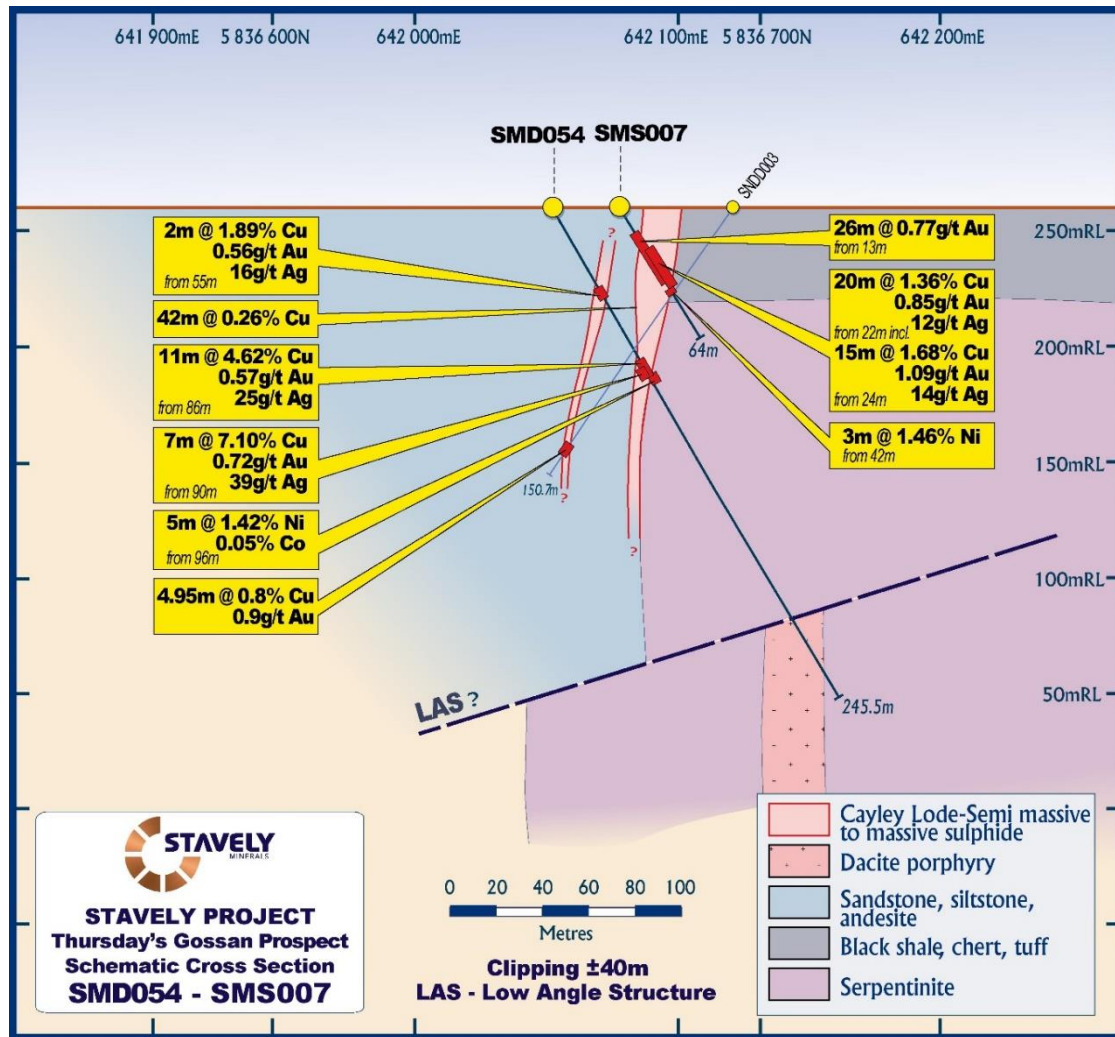 641 900mE 5 836 600N 642 000mE 642 100mE 5 836 700N 642 200mE
SMD054 SMS007
SNDD003
2m @ 1.89% Cu
0.56g/t Au
16g/t Ag
from 55m
42m @ 0.26% Cu
11m @ 4.62% Cu
0.57g/t Au
25g/t Ag
from 86m
7m @ 7.10% Cu
0.72g/t Au
39g/t Ag
from 90m
5m @ 1.42% Ni
0.05% Co
from 96m
4.95m @ 0.8% Cu
0.9g/t Au
?
?
?
150.7m
64m
245.5m
26m @ 0.77g/t Au
from 13m
20m @ 1.36% Cu
0.85g/t Au
12g/t Ag
from 22m incl.
15m @ 1.68% Cu
1.09g/t Au
14g/t Ag
from 24m
3m @ 1.46% Ni
from 42m
250mRL
200mRL
150mRL
100mRL
50mRL
LAS ?
STAVELY
MINERALS
STAVELY PROJECT
Thursday's Gossan Prospect
Schematic Cross Section
SMD054 - SMS007
0 20 40 60 80 100
Metres
Clipping ±40m
LAS - Low Angle Structure
Cayley Lode-Semi massive
to massive sulphide
Dacite porphyry
Sandstone, siltstone,
andesite
Black shale, chert, tuff
Serpentinite